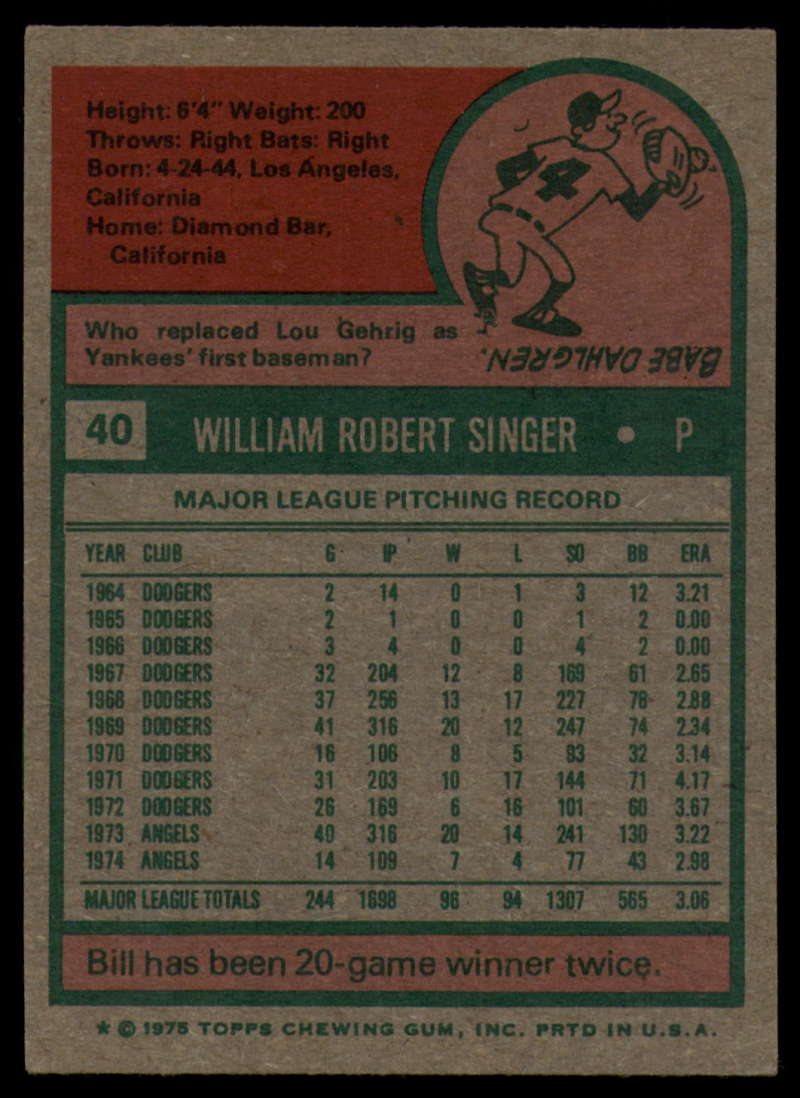 Height: 6'4" Weight: 200
Throws: Right Bats: Right
Born: 4-24-44, Los Angeles,
California
Home: Diamond Bar,
California
4
Who replaced Lou Gehrig as
Yankees' first baseman?
BABE DAHLGREN.
40 WILLIAM ROBERT SINGER • P
MAJOR LEAGUE PITCHING RECORD
YEAR CLUB G IP W L SO BB ERA
1964 DODGERS 2 14 0 1 3 12 3.21
1965 DODGERS 2 1 0 0 1 2 0.00
1966 DODGERS 3 4 0 0 4 2 0.00
1967 DODGERS 32 204 12 8 169 61 2.65
1968 DODGERS 37 256 13 17 227 78 2.88
1969 DODGERS 41 316 20 12 247 74 2.34
1970 DODGERS 16 106 8 5 93 32 3.14
1971 DODGERS 31 203 10 17 144 71 4.17
1972 DODGERS 26 169 6 16 101 60 3.67
1973 ANGELS 40 316 20 14 241 130 3.22
1974 ANGELS 14 109 7 4 77 43 2.98
MAJOR LEAGUE TOTALS 244 1698 96 94 1307 565 3.06
Bill has been 20-game winner twice.
* © 1975 TOPPS CHEWING GUM, INC. PRTD IN U.S.A.